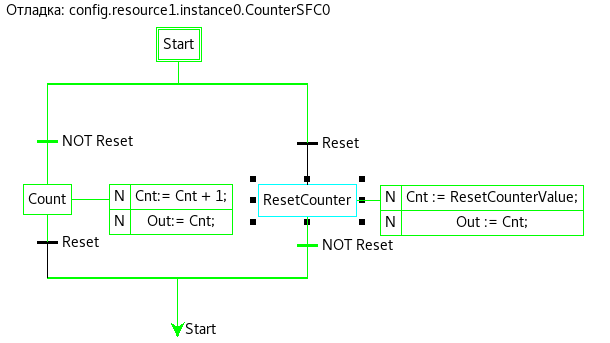 Отладка: config.resource1.instance0.CounterSFC0
Start
NOT Reset
Reset
Count
N Cnt:= Cnt + 1;
N Out:= Cnt;
ResetCounter
N Cnt := ResetCounterValue;
N Out := Cnt;
Reset
NOT Reset
Start